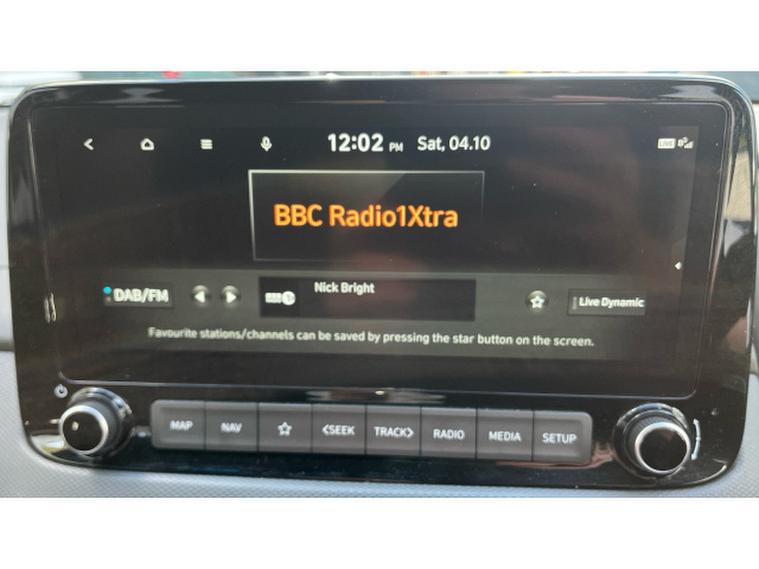 12:02 PM Sat, 04.10 LIVE
BBC Radio1Xtra
DAB/FM Nick Bright Live Dynamic
Favourite stations/channels can be saved by pressing the star button on the screen.
MAP NAV <SEEK TRACK> RADIO MEDIA SETUP